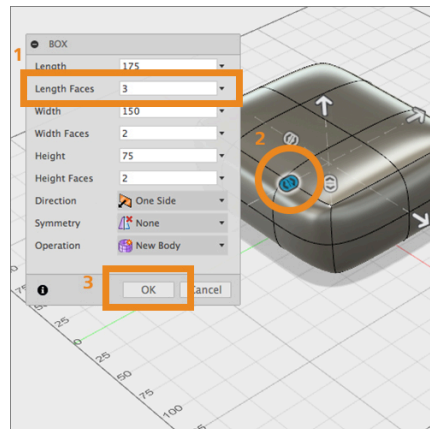 1
BOX
Length 175
Length Faces 3
Width 150
Width Faces 2
Height 75
Height Faces 2
Direction One Side
Symmetry None
Operation New Body
3
OK Cancel
2
0
25
50
75
100